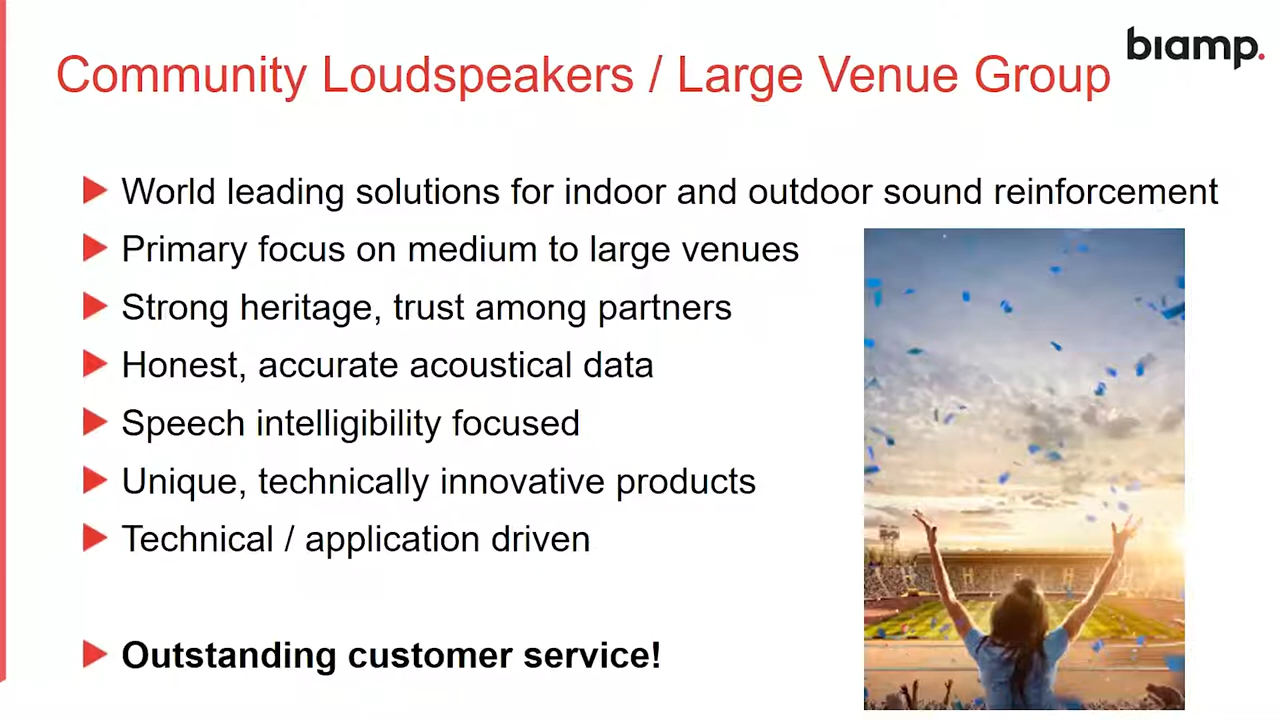 biamp.
Community Loudspeakers / Large Venue Group
World leading solutions for indoor and outdoor sound reinforcement
Primary focus on medium to large venues
Strong heritage, trust among partners
Honest, accurate acoustical data
Speech intelligibility focused
Unique, technically innovative products
Technical / application driven
Outstanding customer service!